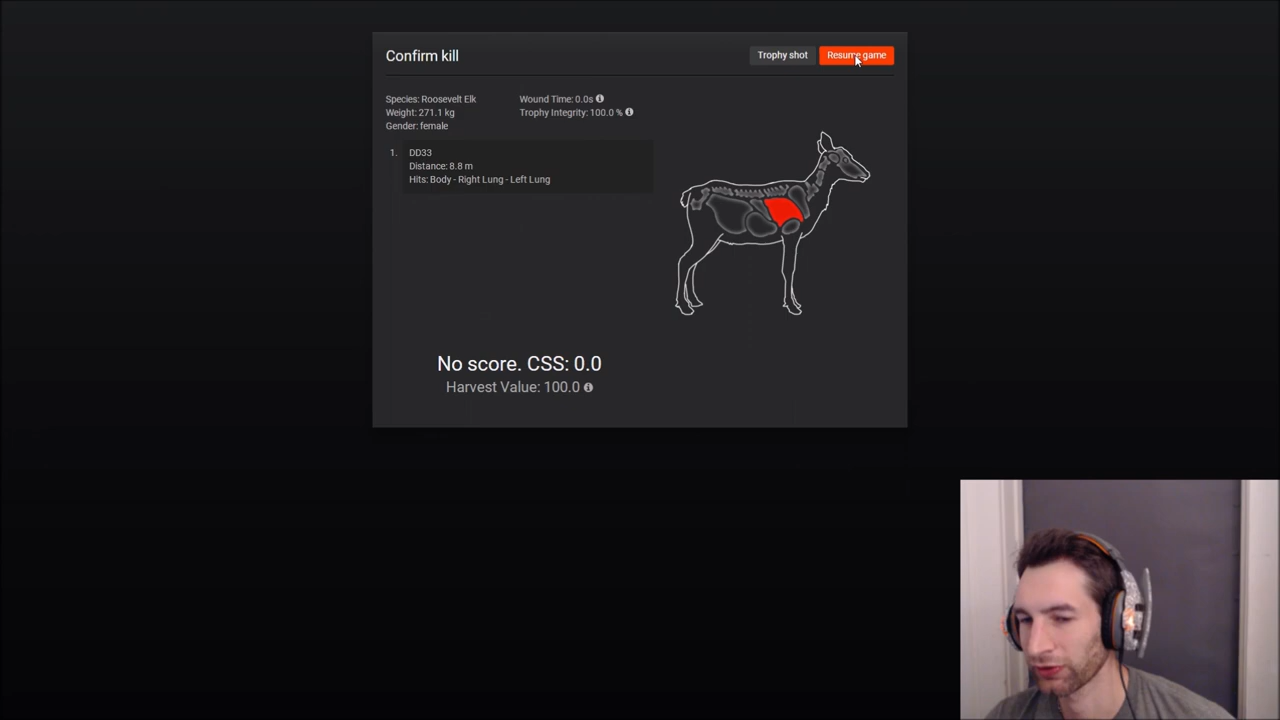 Confirm kill
Trophy shot
Resume game
Species: Roosevelt Elk
Weight: 271.1 kg
Gender: female
Wound Time: 0.0s
Trophy Integrity: 100.0 %
1.
DD33
Distance: 8.8 m
Hits: Body - Right Lung - Left Lung
No score. CSS: 0.0
Harvest Value: 100.0